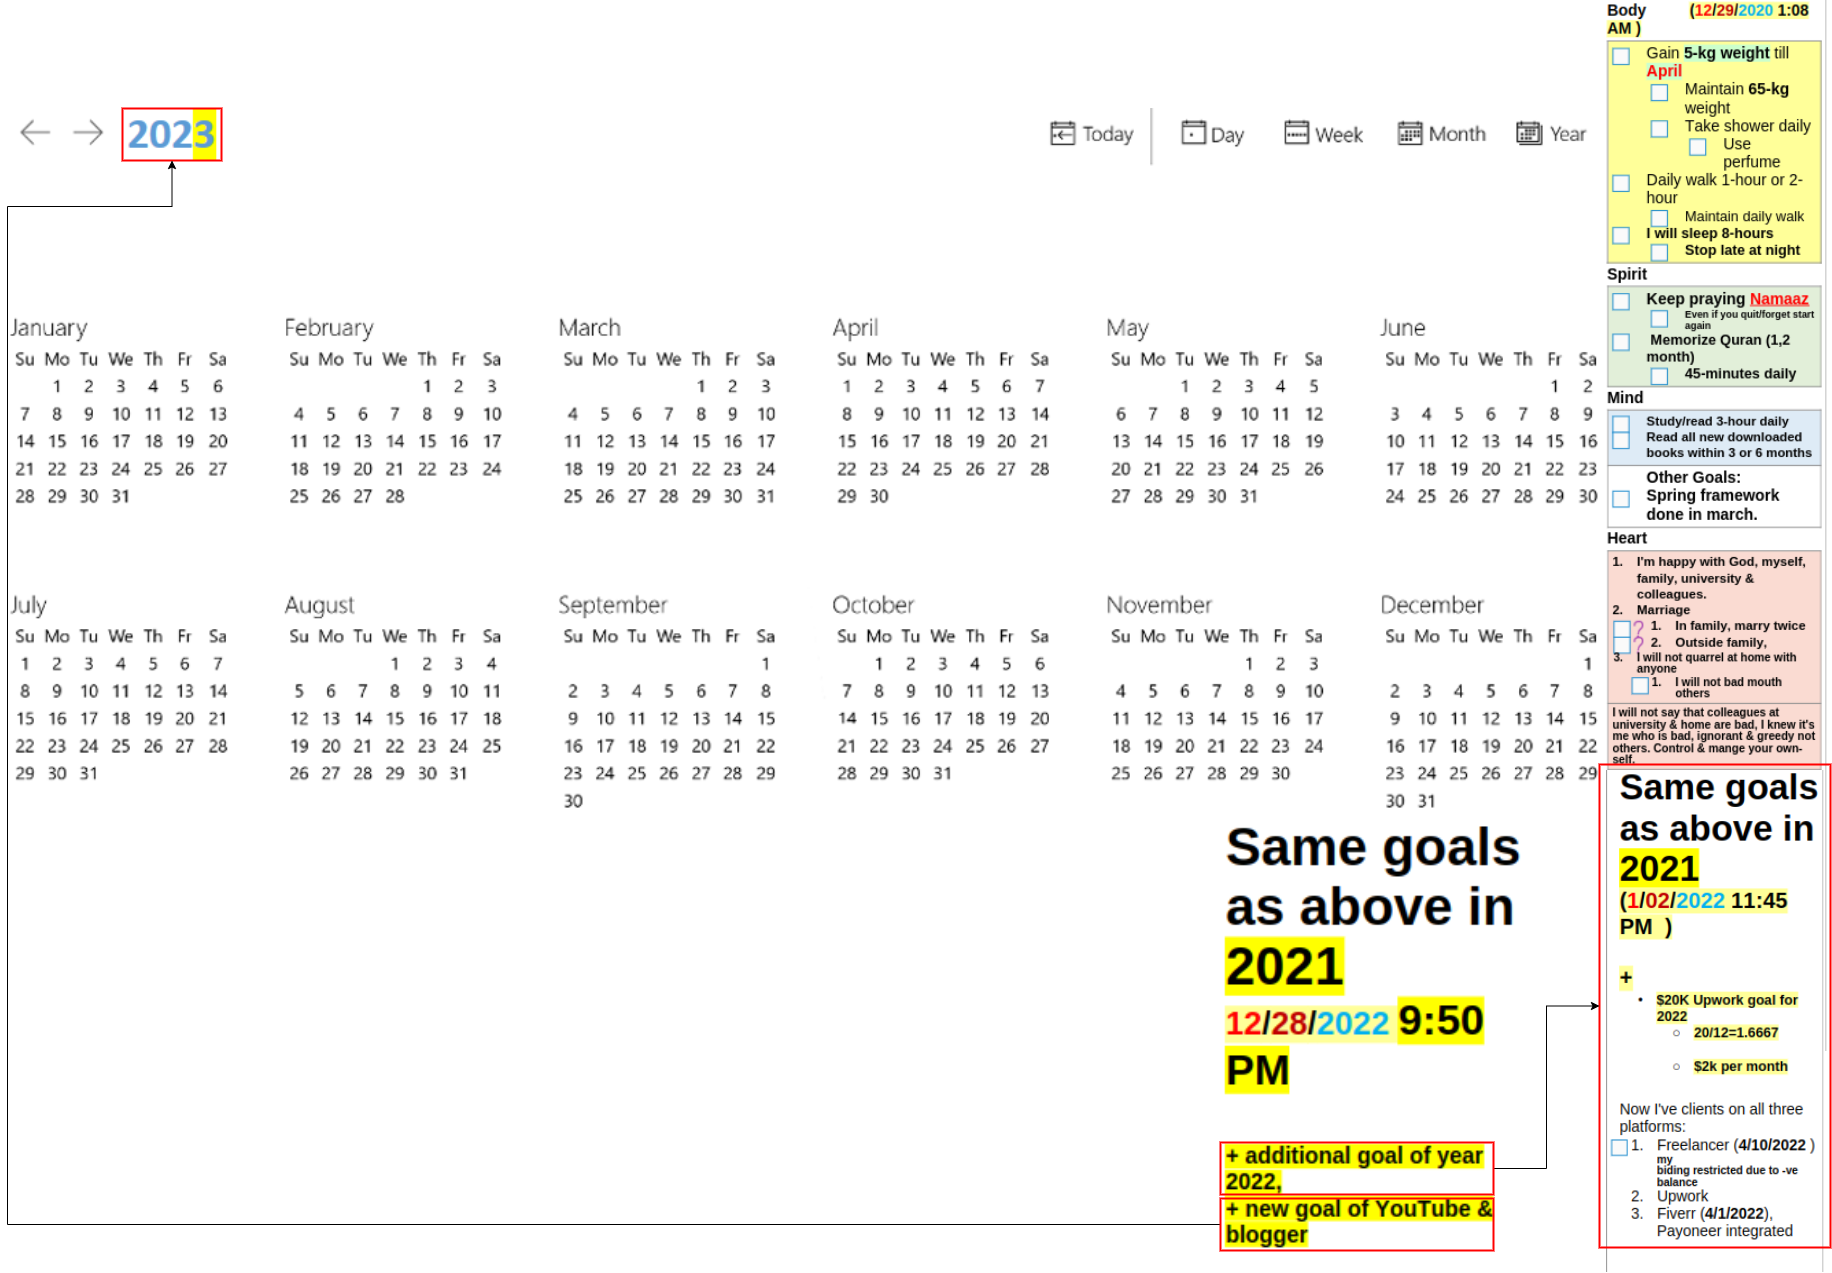 2023
Today Day Week Month Year
January
Su Mo Tu We Th Fr Sa
1 2 3 4 5 6
7 8 9 10 11 12 13
14 15 16 17 18 19 20
21 22 23 24 25 26 27
28 29 30 31
February
Su Mo Tu We Th Fr Sa
1 2 3
4 5 6 7 8 9 10
11 12 13 14 15 16 17
18 19 20 21 22 23 24
25 26 27 28
March
Su Mo Tu We Th Fr Sa
1 2 3
4 5 6 7 8 9 10
11 12 13 14 15 16 17
18 19 20 21 22 23 24
25 26 27 28 29 30 31
April
Su Mo Tu We Th Fr Sa
1 2 3 4 5 6 7
8 9 10 11 12 13 14
15 16 17 18 19 20 21
22 23 24 25 26 27 28
29 30
May
Su Mo Tu We Th Fr Sa
1 2 3 4 5
6 7 8 9 10 11 12
13 14 15 16 17 18 19
20 21 22 23 24 25 26
27 28 29 30 31
June
Su Mo Tu We Th Fr Sa
1 2
3 4 5 6 7 8 9
10 11 12 13 14 15 16
17 18 19 20 21 22 23
24 25 26 27 28 29 30
July
Su Mo Tu We Th Fr Sa
1 2 3 4 5 6 7
8 9 10 11 12 13 14
15 16 17 18 19 20 21
22 23 24 25 26 27 28
29 30 31
August
Su Mo Tu We Th Fr Sa
1 2 3 4
5 6 7 8 9 10 11
12 13 14 15 16 17 18
19 20 21 22 23 24 25
26 27 28 29 30 31
September
Su Mo Tu We Th Fr Sa
1
2 3 4 5 6 7 8
9 10 11 12 13 14 15
16 17 18 19 20 21 22
23 24 25 26 27 28 29
30
October
Su Mo Tu We Th Fr Sa
1 2 3 4 5 6
7 8 9 10 11 12 13
14 15 16 17 18 19 20
21 22 23 24 25 26 27
28 29 30 31
November
Su Mo Tu We Th Fr Sa
1 2 3
4 5 6 7 8 9 10
11 12 13 14 15 16 17
18 19 20 21 22 23 24
25 26 27 28 29 30
December
Su Mo Tu We Th Fr Sa
1
2 3 4 5 6 7 8
9 10 11 12 13 14 15
16 17 18 19 20 21 22
23 24 25 26 27 28 29
30 31
Same goals
as above in
2021
12/28/2022 9:50
PM
+ additional goal of year
2022,
+ new goal of YouTube &
blogger
Body (12/29/2020 1:08
AM )
Gain 5-kg weight till
April
Maintain 65-kg
weight
Take shower daily
Use
perfume
Daily walk 1-hour or 2-
hour
Maintain daily walk
I will sleep 8-hours
Stop late at night
Spirit
Keep praying Namaaz
Even if you quit/forget start
again
Memorize Quran (1,2
month)
45-minutes daily
Mind
Study/read 3-hour daily
Read all new downloaded
books within 3 or 6 months
Other Goals:
Spring framework
done in march.
Heart
1. I'm happy with God, myself,
family, university &
colleagues.
2. Marriage
? 1. In family, marry twice
? 2. Outside family,
3. I will not quarrel at home with
anyone
1. I will not bad mouth
others
I will not say that colleagues at
university & home are bad, I knew it's
me who is bad, ignorant & greedy not
others. Control & mange your own-
self.
Same goals
as above in
2021
(1/02/2022 11:45
PM )
+
• $20K Upwork goal for
2022
○ 20/12=1.6667
○ $2k per month
Now I've clients on all three
platforms:
1. Freelancer (4/10/2022 )
my
biding restricted due to -ve
balance
2. Upwork
3. Fiverr (4/1/2022),
Payoneer integrated